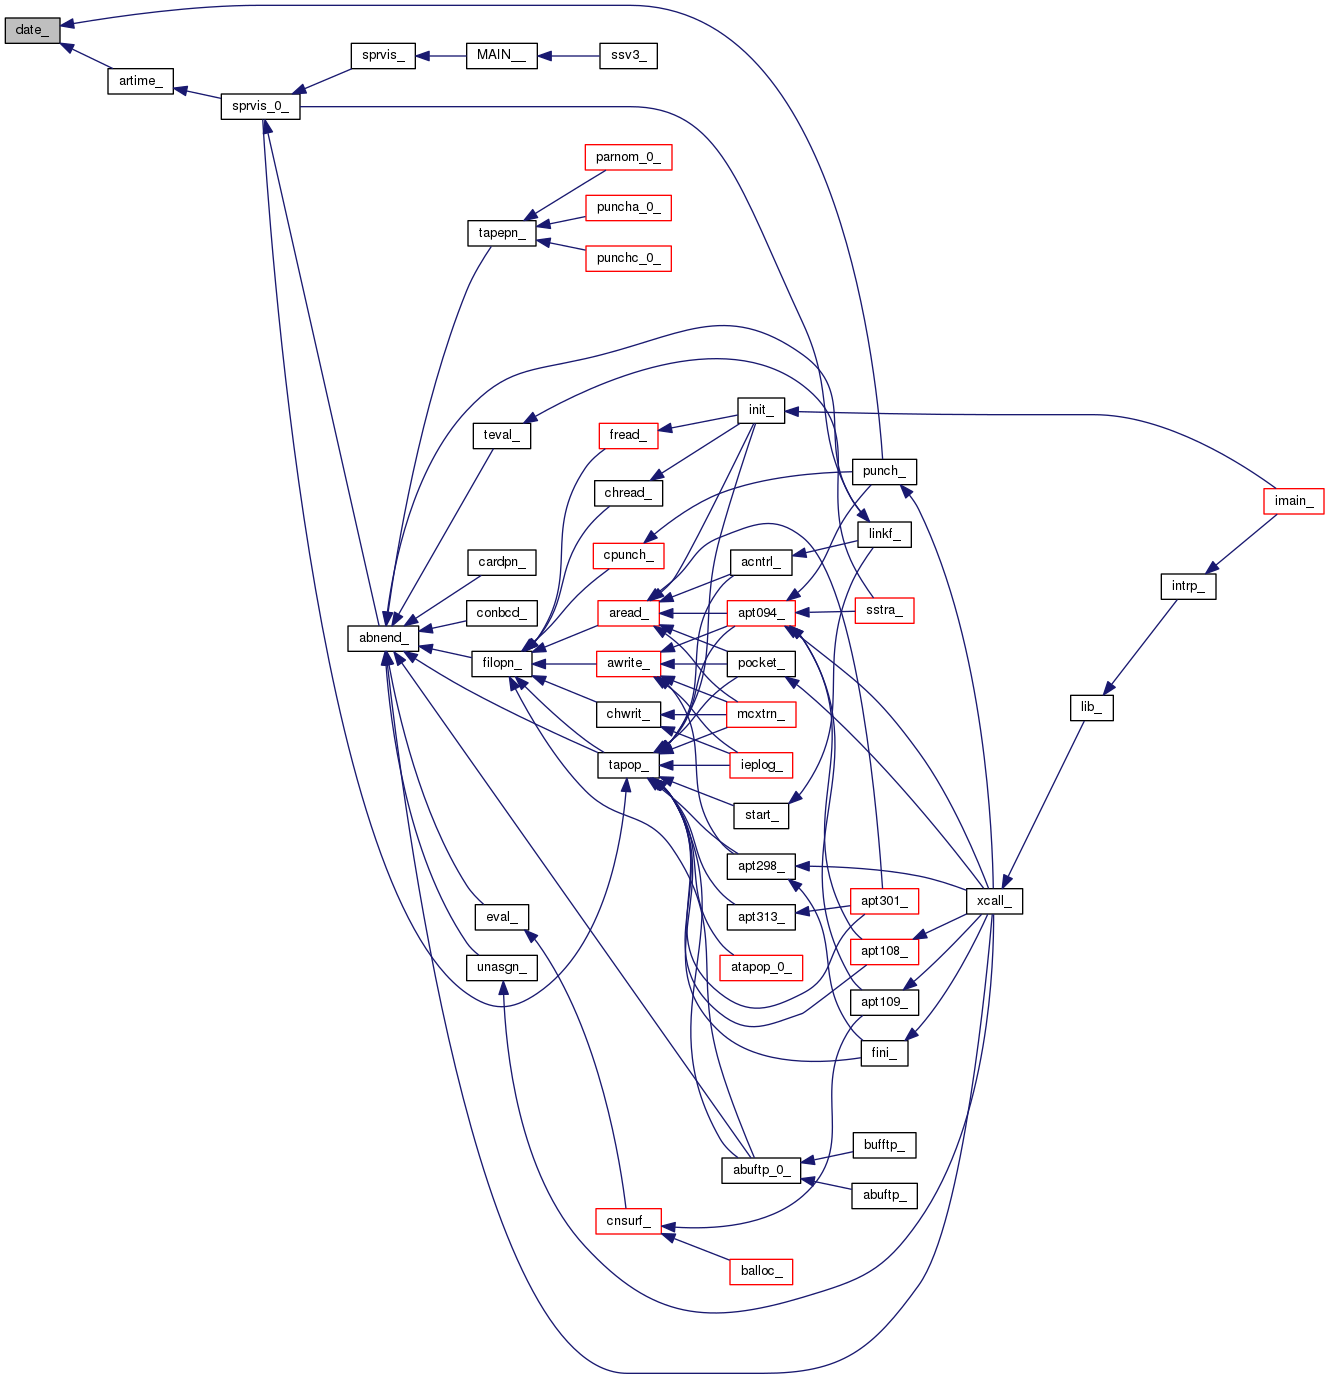 date_
sprvis_
MAIN__
ssv3_
artime_
sprvis_0_
parnom_0_
puncha_0_
tapepn_
punchc_0_
init_
teval_
fread_
punch_
chread_
imain_
linkf_
cpunch_
cardpn_
acntrl_
intrp_
conbcd_
aread_
apt094_
sstra_
abnend_
filopn_
awrite_
pocket_
lib_
chwrit_
mcxtrn_
tapop_
ieplog_
start_
apt298_
xcall_
apt301_
eval_
apt313_
apt108_
unasgn_
atapop_0_
apt109_
fini_
bufftp_
abuftp_0_
abuftp_
cnsurf_
balloc_